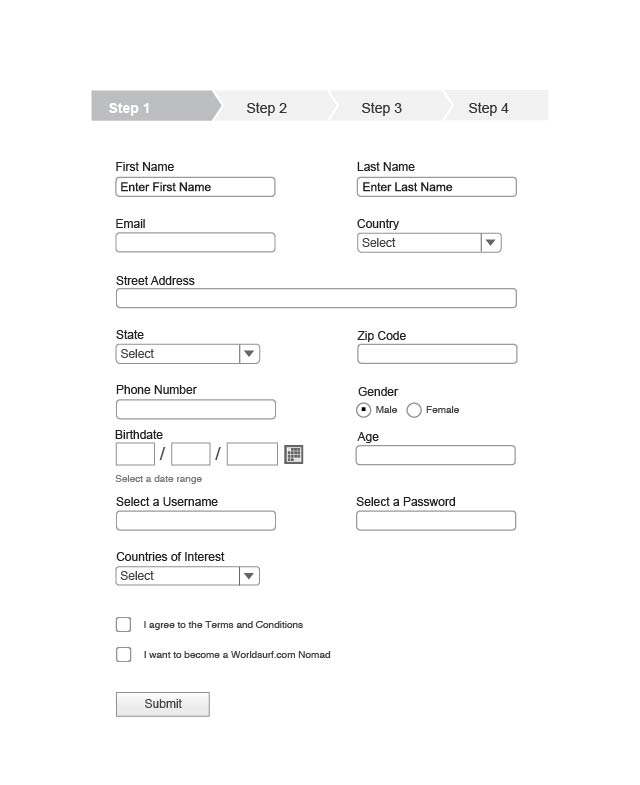 Step 1 Step 2 Step 3 Step 4
First Name Last Name
Enter First Name Enter Last Name
Email Country
Select
Street Address
State Zip Code
Select
Phone Number Gender
Male Female
Birthdate Age
/ /
Select a date range
Select a Username Select a Password
Countries of Interest
Select
I agree to the Terms and Conditions
I want to become a Worldsurf.com Nomad
Submit